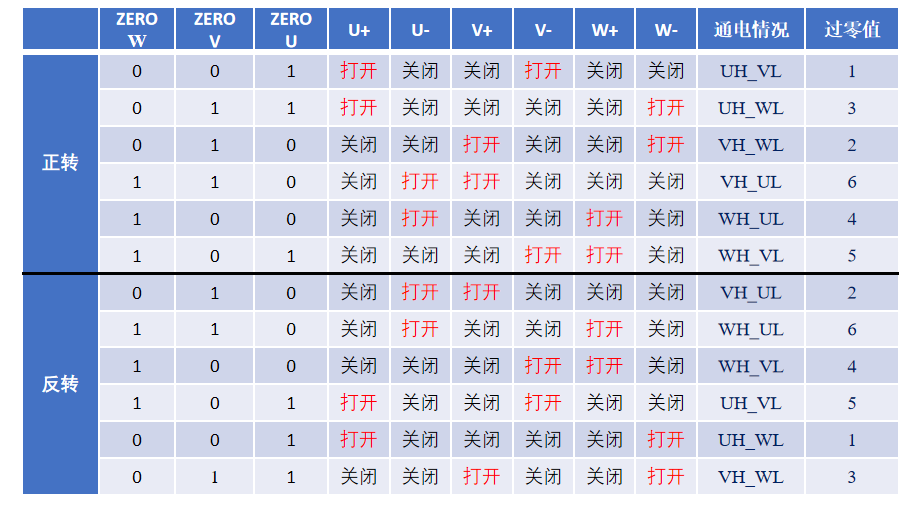 ZERO W ZERO V ZERO U U+ U- V+ V- W+ W- 通电情况 过零值
正转
0 0 1 打开 关闭 关闭 打开 关闭 关闭 UH_VL 1
0 1 1 打开 关闭 关闭 关闭 关闭 打开 UH_WL 3
0 1 0 关闭 关闭 打开 关闭 关闭 打开 VH_WL 2
1 1 0 关闭 打开 打开 关闭 关闭 关闭 VH_UL 6
1 0 0 关闭 打开 关闭 关闭 打开 关闭 WH_UL 4
1 0 1 关闭 关闭 关闭 打开 打开 关闭 WH_VL 5
反转
0 1 0 关闭 打开 打开 关闭 关闭 关闭 VH_UL 2
1 1 0 关闭 打开 关闭 关闭 打开 关闭 WH_UL 6
1 0 0 关闭 关闭 关闭 打开 打开 关闭 WH_VL 4
1 0 1 打开 关闭 关闭 打开 关闭 关闭 UH_VL 5
0 0 1 打开 关闭 关闭 关闭 关闭 打开 UH_WL 1
0 1 1 关闭 关闭 打开 关闭 关闭 打开 VH_WL 3